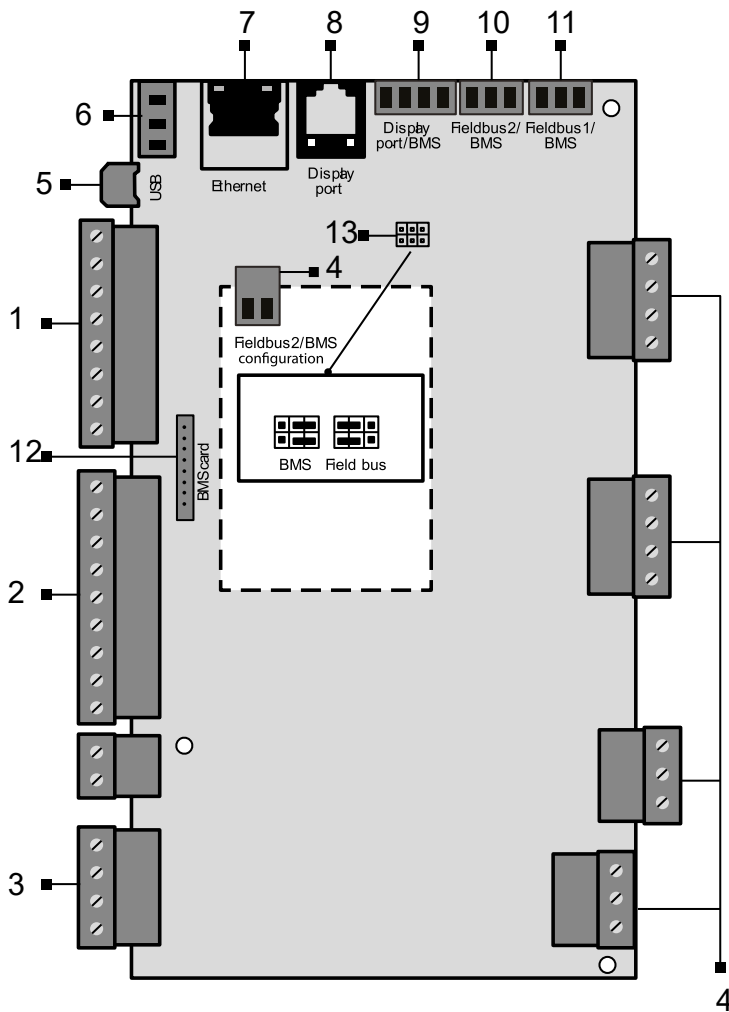 7
8
9
10
11
6
Display
port/BMS
Fieldbus2/
BMS
Fieldbus1/
BMS
5
USB
Ethernet
Display
port
13
4
1
Fieldbus2/BMS
configuration
12
BMS card
BMS
Field bus
2
3
4